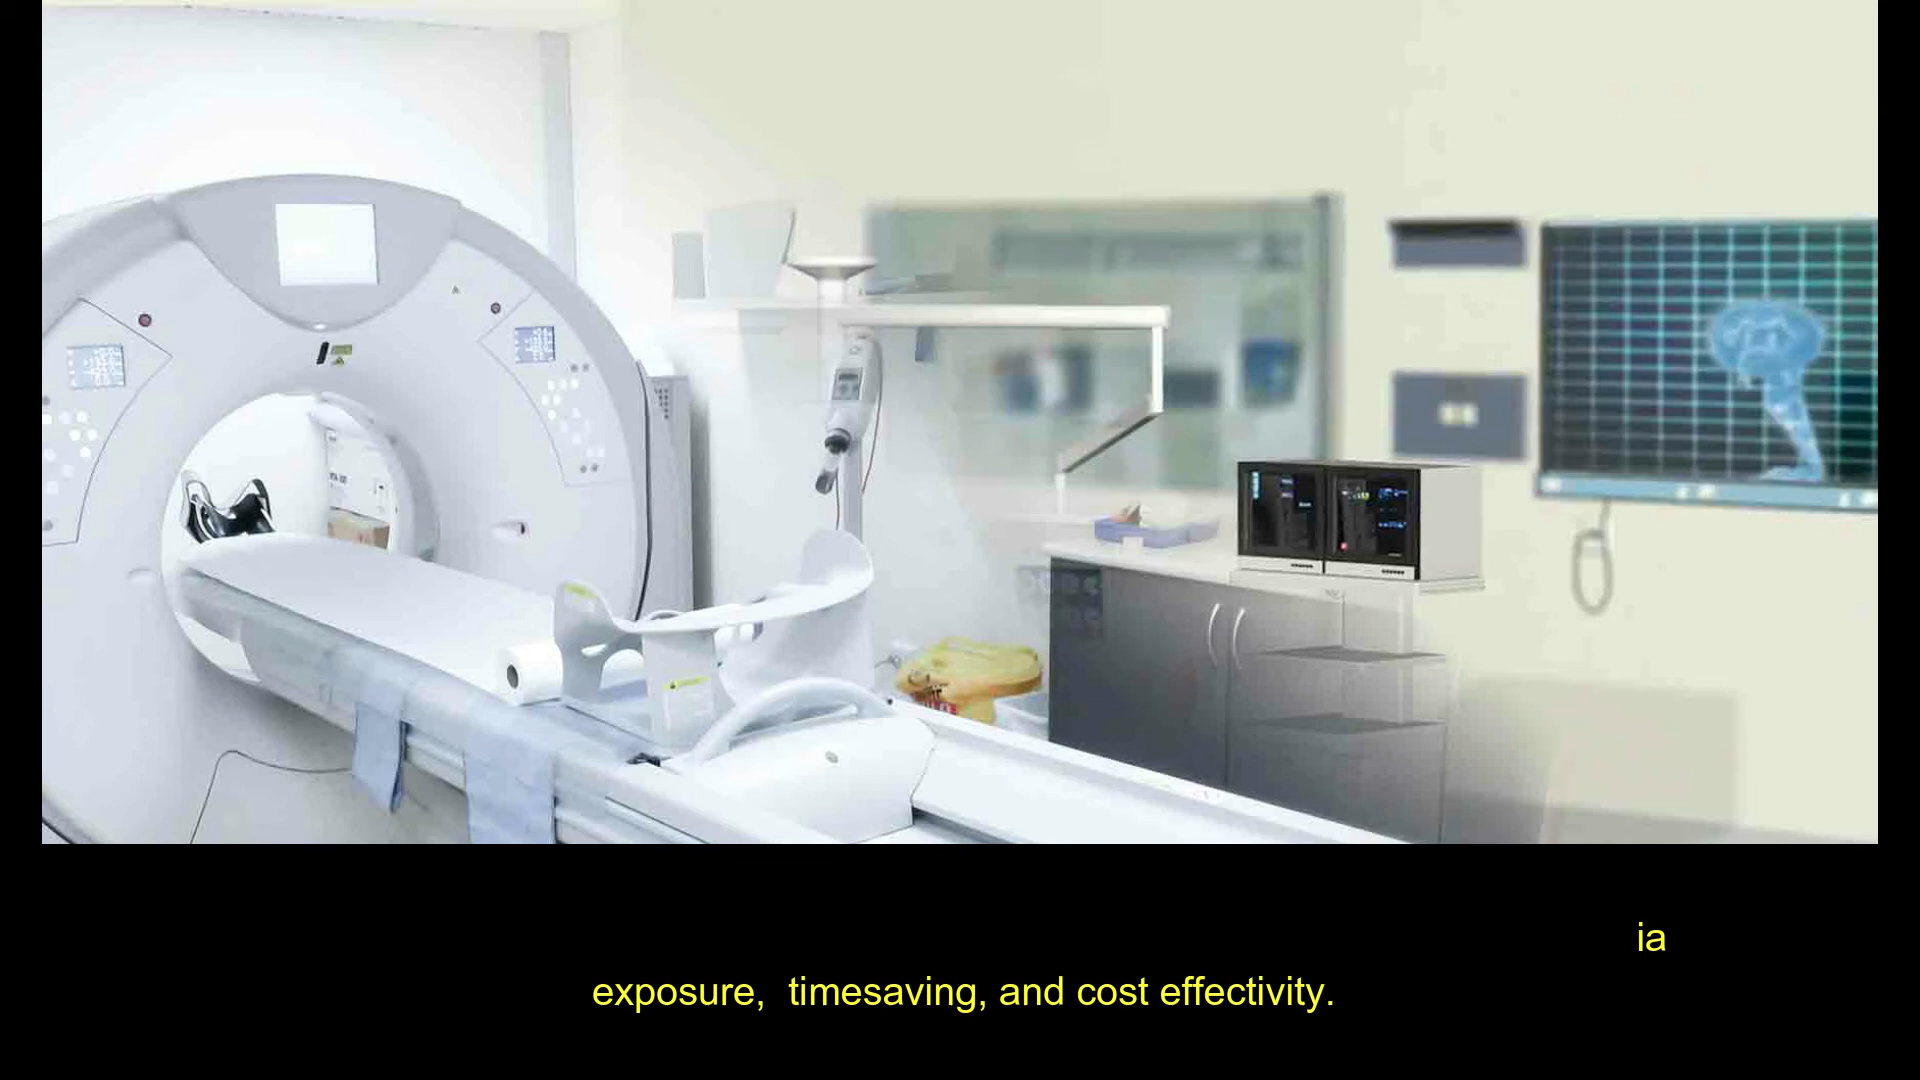 ia
exposure,  timesaving, and cost effectivity.